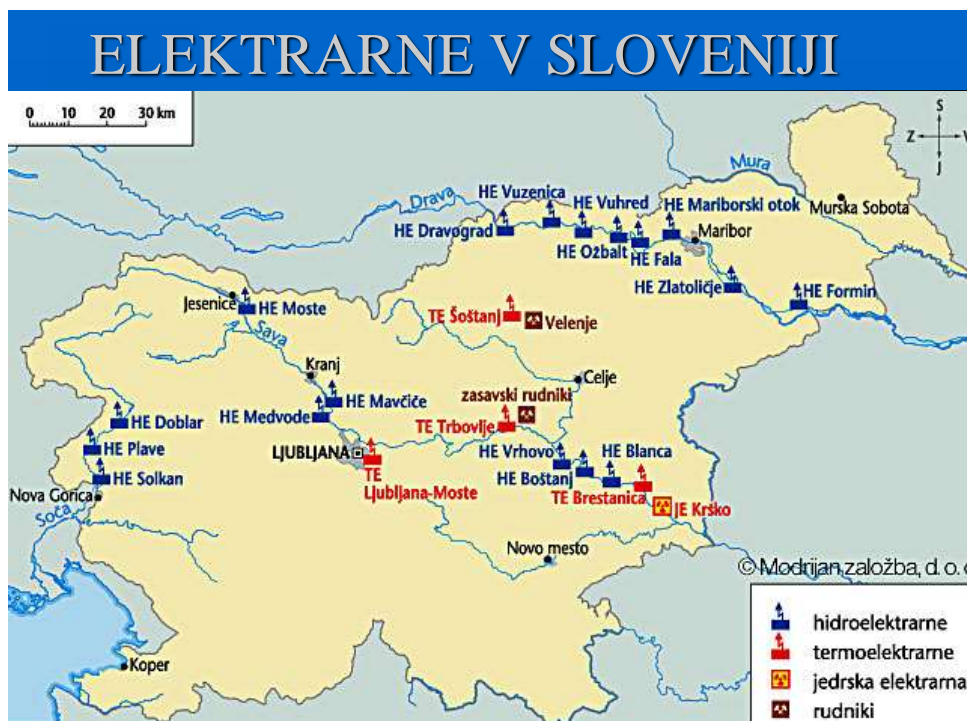 ELEKTRARNE V SLOVENIJI
0 10 20 30 km
S
Z
V
J
Mura
Drava
HE Vuzenica
HE Vuhred
HE Mariborski otok
Murska Sobota
HE Dravograd
Maribor
HE Ožbalt
HE Fala
HE Zlatoličje
HE Formin
Jesenice
HE Moste
TE Šoštanj
Velenje
Sava
Kranj
Celje
zasavski rudniki
HE Mavčiče
HE Medvode
TE Trbovlje
HE Doblar
HE Plave
LJUBLJANA
HE Vrhovo
HE Blanca
HE Solkan
TE
Ljubljana-Moste
HE Boštanj
TE Brestanica
Nova Gorica
JE Krško
Soča
Novo mesto
© Modrijan založba, d. o. o
Koper
hidroelektrarne
termoelektrarne
jedrska elektrarna
rudniki